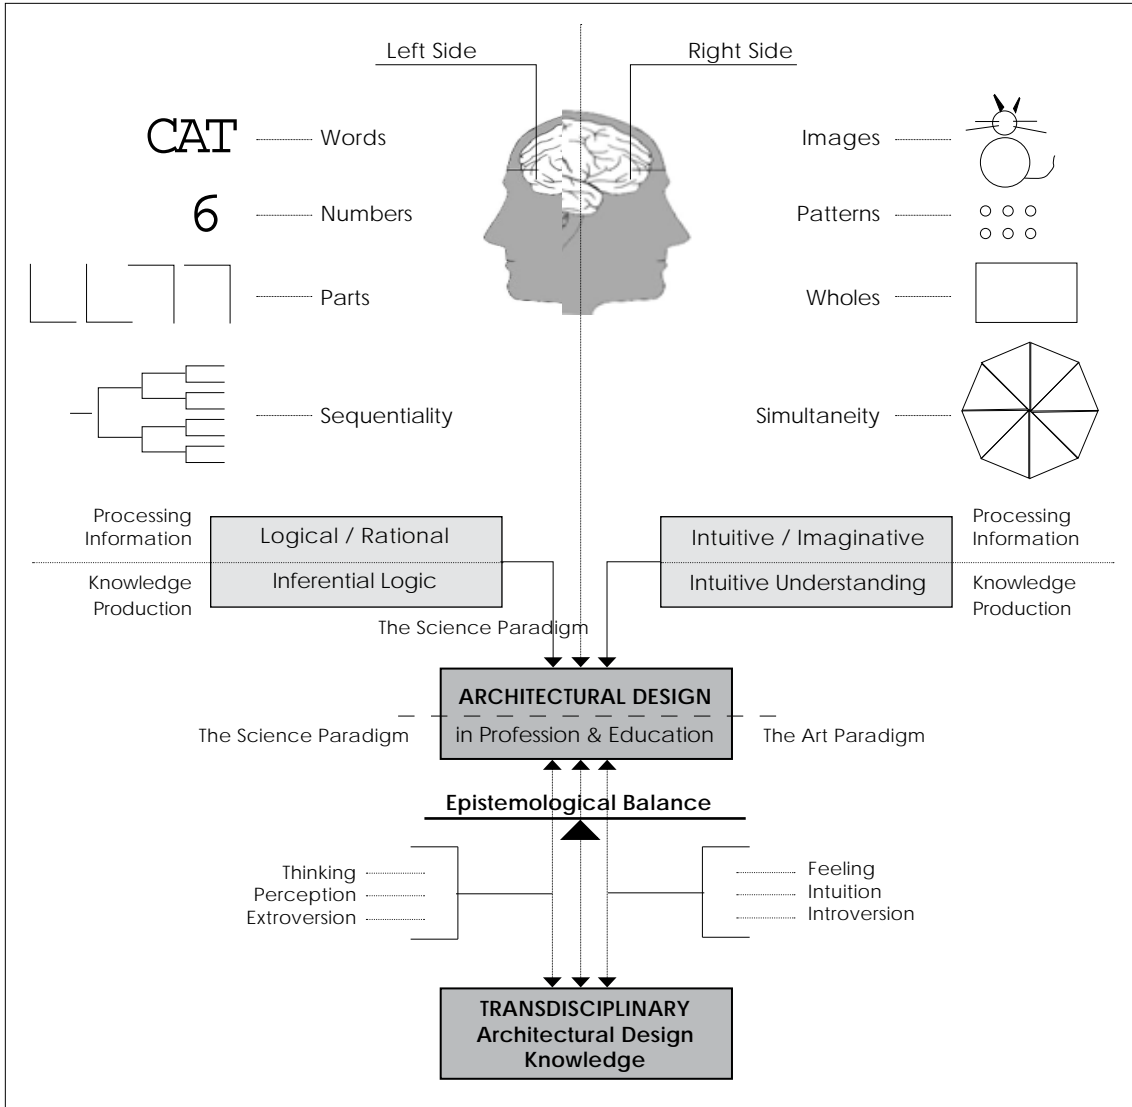 Left Side
Right Side
CAT
Words
Images
6
Numbers
Patterns
Parts
Wholes
Sequentiality
Simultaneity
Processing
Information
Logical / Rational
Intuitive / Imaginative
Processing
Information
Knowledge
Production
Inferential Logic
Intuitive Understanding
Knowledge
Production
The Science Paradigm
ARCHITECTURAL DESIGN
The Science Paradigm
in Profession & Education
The Art Paradigm
Epistemological Balance
Thinking
Perception
Extroversion
Feeling
Intuition
Introversion
TRANSDISCIPLINARY
Architectural Design
Knowledge